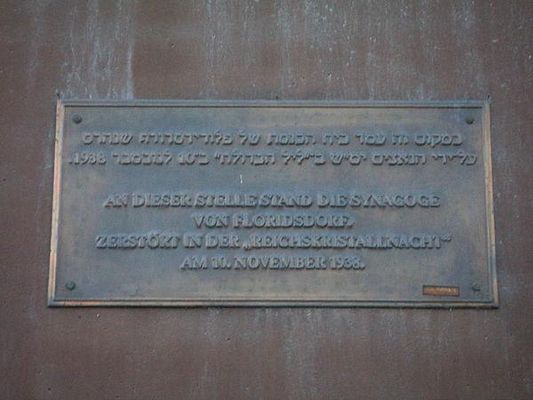 במקום זה עמד בית הכנסת של פלורידסדורף שנהרס
על־ידי הנאצים ימ״ש ב״ליל הבדולח״ ב־10 לנובמבר 1938.
AN DIESER STELLE STAND DIE SYNAGOGE
VON FLORIDSDORF.
ZERSTÖRT IN DER „REICHSKRISTALLNACHT“
AM 10. NOVEMBER 1938.